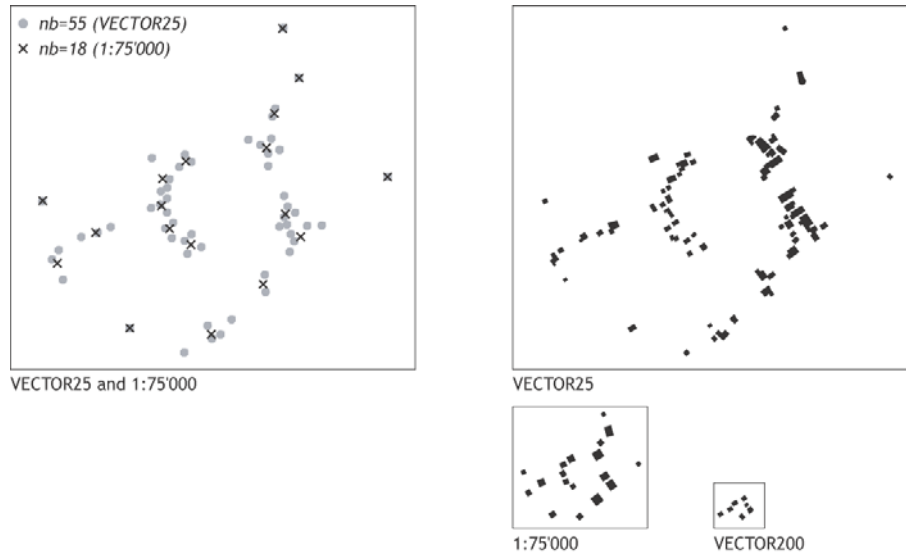 nb=55 (VECTOR25)
nb=18 (1:75'000)
VECTOR25 and 1:75'000
VECTOR25
1:75'000
VECTOR200